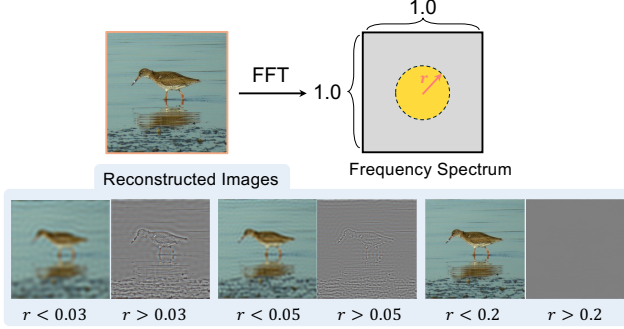 1.0
FFT
1.0
r
Frequency Spectrum
Reconstructed Images
r < 0.03
r > 0.03
r < 0.05
r > 0.05
r < 0.2
r > 0.2